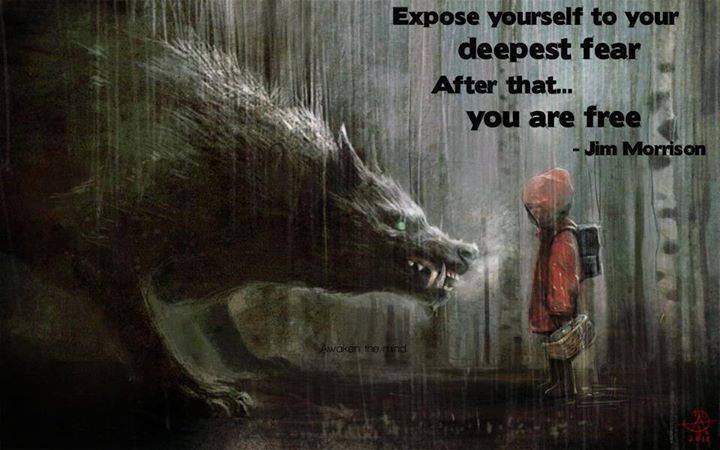 Expose yourself to your
deepest fear
After that...
you are free
- Jim Morrison
Awaken the mind